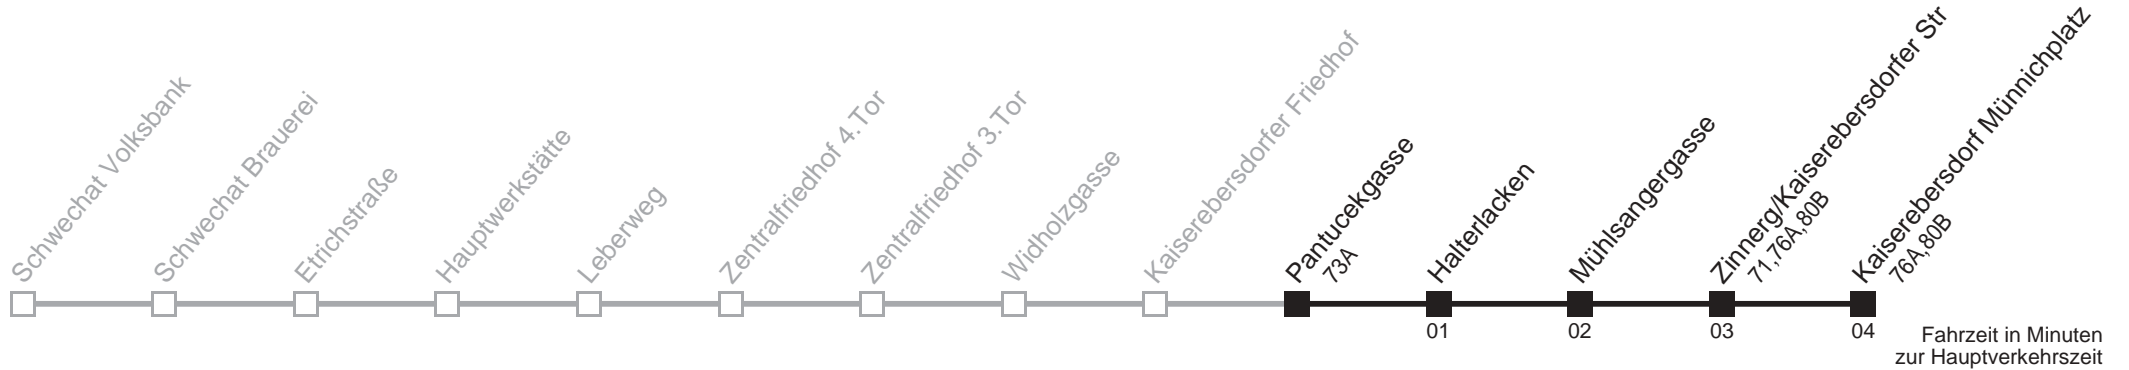 Schwechat Volksbank
Schwechat Brauerei
Etrichstraße
Hauptwerkstätte
Leberweg
Zentralfriedhof 4.Tor
Zentralfriedhof 3.Tor
Widholzgasse
Kaiserebersdorfer Friedhof
Pantucekgasse
73A
Halterlacken
Mühlsangergasse
Zinnerg/Kaiserebersdorfer Str
71,76A,80B
Kaiserebersdorf Münnichplatz
76A,80B
01
02
03
04
Fahrzeit in Minuten
zur Hauptverkehrszeit